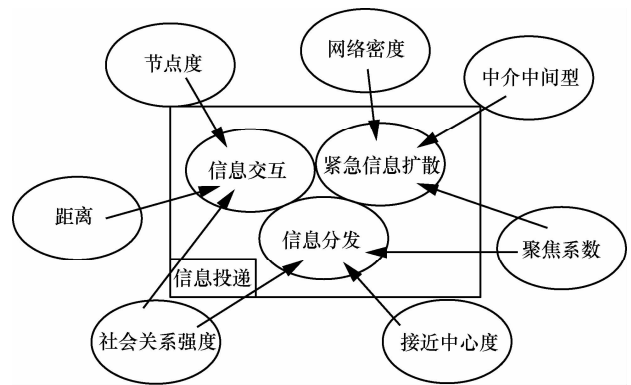 网络密度
节点度
中介中间型
信息交互
紧急信息扩散
距离
信息分发
聚焦系数
信息投递
社会关系强度
接近中心度